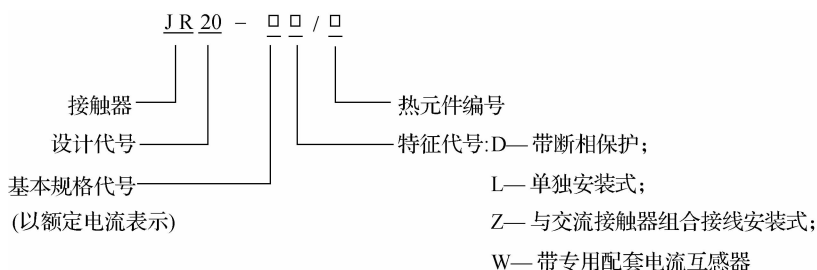 JR20-□□/□
接触器
热元件编号
设计代号
特征代号:D—带断相保护;
基本规格代号
L—单独安装式;
(以额定电流表示)
Z—与交流接触器组合接线安装式;
W—带专用配套电流互感器